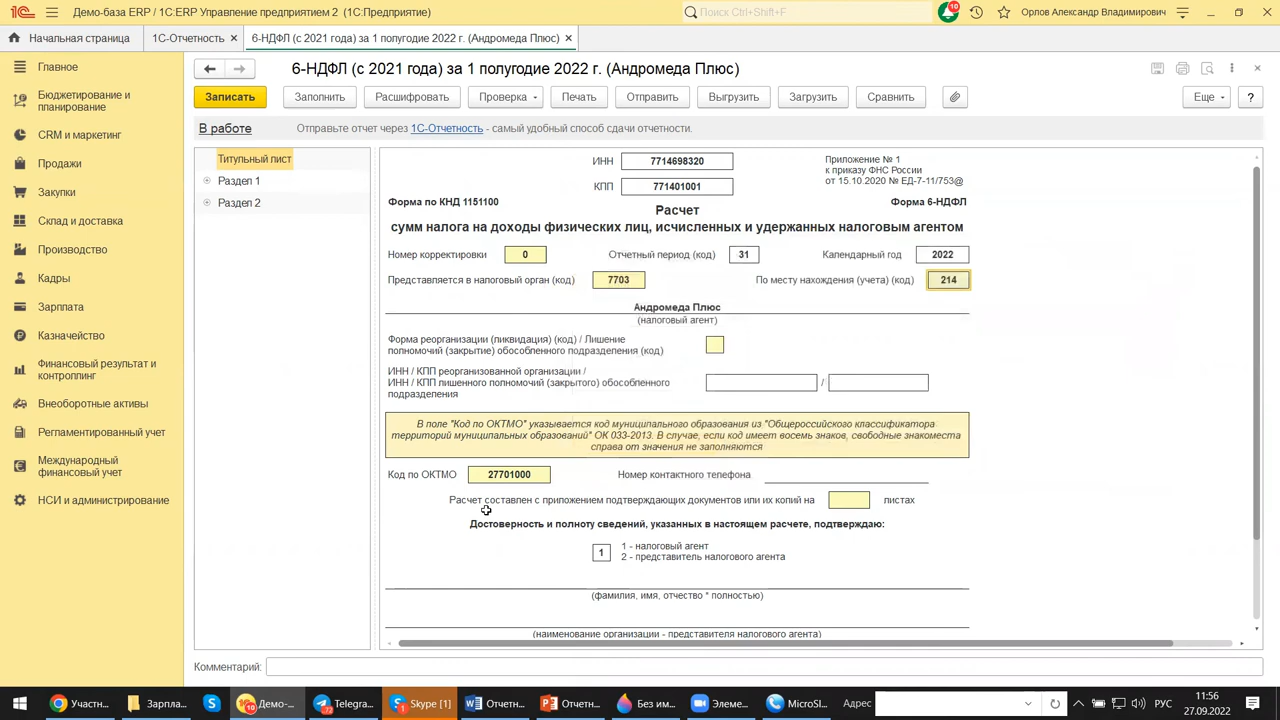 Демо-база ERP / 1С:ERP Управление предприятием 2 (1С:Предприятие)
Поиск Ctrl+Shift+F
10
Орлов Александр Владимирович
Начальная страница
1С-Отчетность
6-НДФЛ (с 2021 года) за 1 полугодие 2022 г. (Андромеда Плюс)
Главное
Бюджетирование и
планирование
CRM и маркетинг
Продажи
Закупки
Склад и доставка
Производство
Кадры
Зарплата
Казначейство
Финансовый результат и
контроллинг
Внеоборотные активы
Регламентированный учет
Международный
финансовый учет
НСИ и администрирование
6-НДФЛ (с 2021 года) за 1 полугодие 2022 г. (Андромеда Плюс)
Записать
Заполнить
Расшифровать
Проверка
Печать
Отправить
Выгрузить
Загрузить
Сравнить
Еще
?
В работе
Отправьте отчет через 1С-Отчетность - самый удобный способ сдачи отчетности.
Титульный лист
Раздел 1
Раздел 2
ИНН 7714698320
КПП 771401001
Приложение № 1
к приказу ФНС России
от 15.10.2020 № ЕД-7-11/753@
Форма по КНД 1151100
Форма 6-НДФЛ
Расчет
сумм налога на доходы физических лиц, исчисленных и удержанных налоговым агентом
Номер корректировки 0 Отчетный период (код) 31 Календарный год 2022
Представляется в налоговый орган (код) 7703 По месту нахождения (учета) (код) 214
Андромеда Плюс
(налоговый агент)
Форма реорганизации (ликвидация) (код) / Лишение
полномочий (закрытие) обособленного подразделения (код)
ИНН / КПП реорганизованной организации /
ИНН / КПП лишенного полномочий (закрытого) обособленного
подразделения
/
В поле "Код по ОКТМО" указывается код муниципального образования из "Общероссийского классификатора
территорий муниципальных образований" ОК 033-2013. В случае, если код имеет восемь знаков, свободные знакоместа
справа от значения не заполняются
Код по ОКТМО 27701000 Номер контактного телефона
Расчет составлен с приложением подтверждающих документов или их копий на листах
Достоверность и полноту сведений, указанных в настоящем расчете, подтверждаю:
1
1 - налоговый агент
2 - представитель налогового агента
(фамилия, имя, отчество * полностью)
(наименование организации - представителя налогового агента)
Комментарий:
Участн...
Зарпла...
Демо-...
Telegra...
Skype [1]
Отчетн...
Отчетн...
Без им...
Элеме...
MicroSI...
Адрес
РУС
11:56
27.09.2022